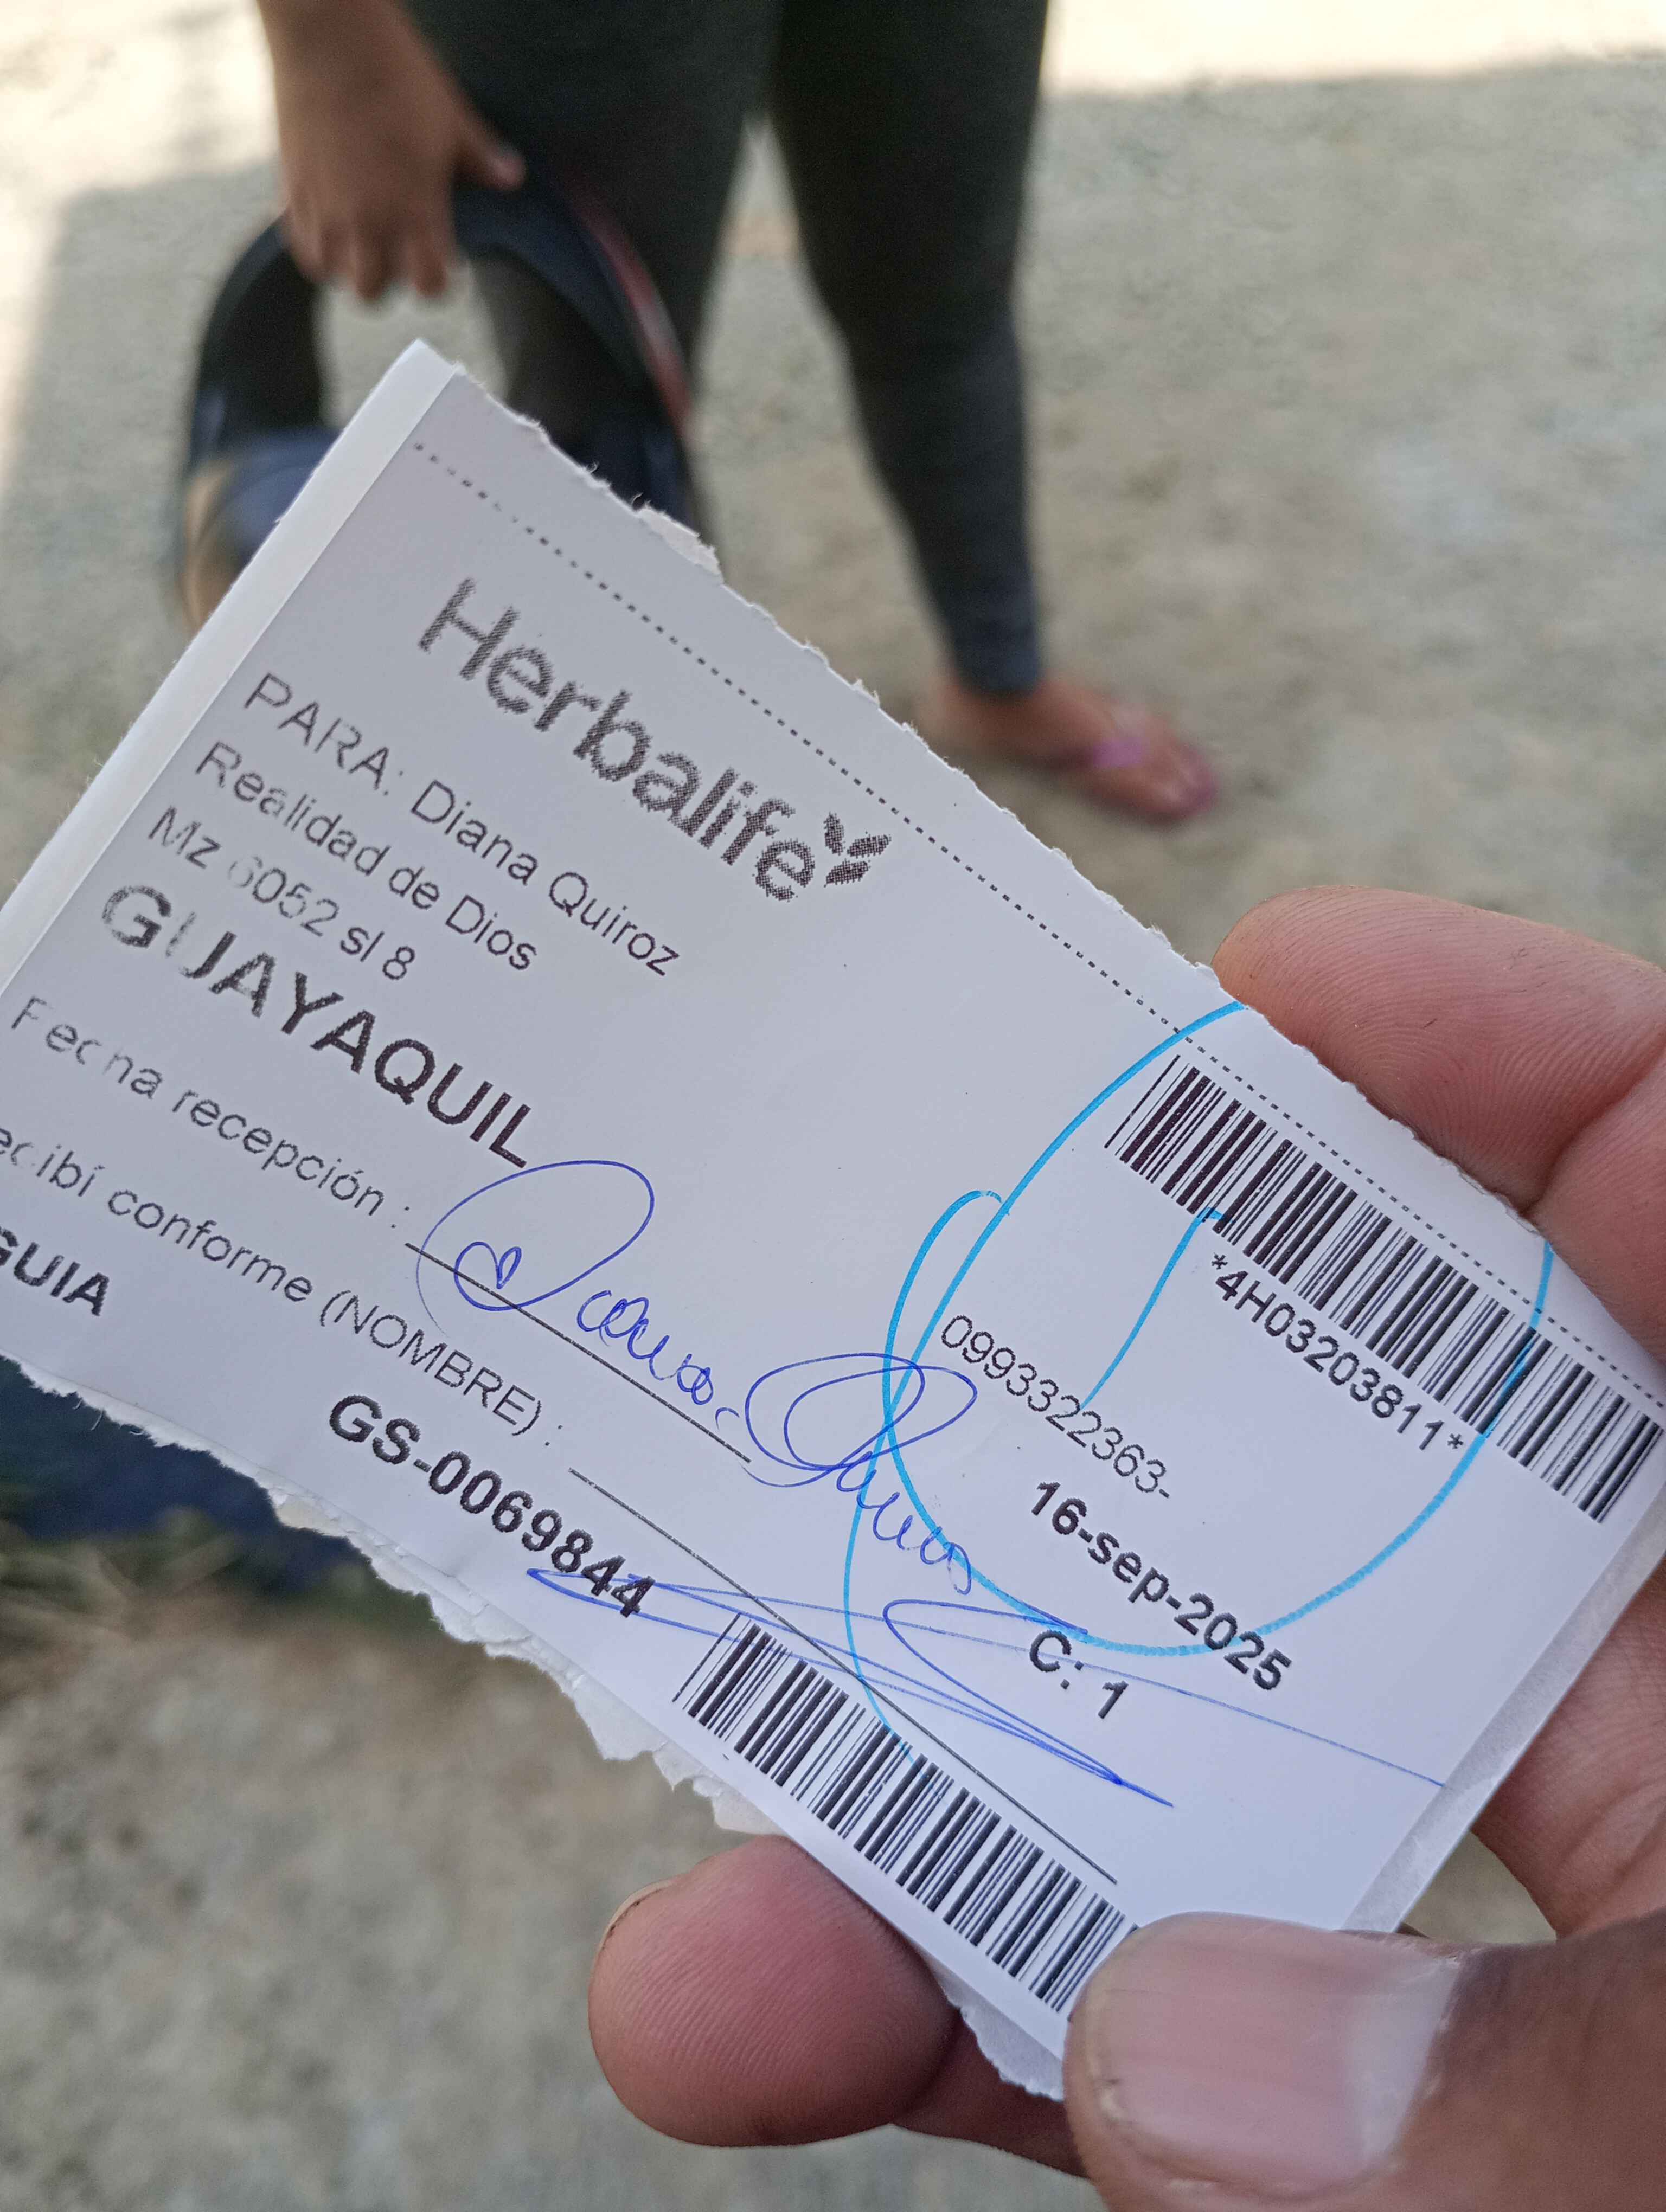 Herbalife
PARA: Diana Quiroz
Realidad de Dios
Mz 6052 sl 8
GUAYAQUIL
*4H03203811*
0993322363-
16-sep-2025
C: 1
Fecha recepción :
ecibí conforme (NOMBRE) :
GUIA
GS-0069844